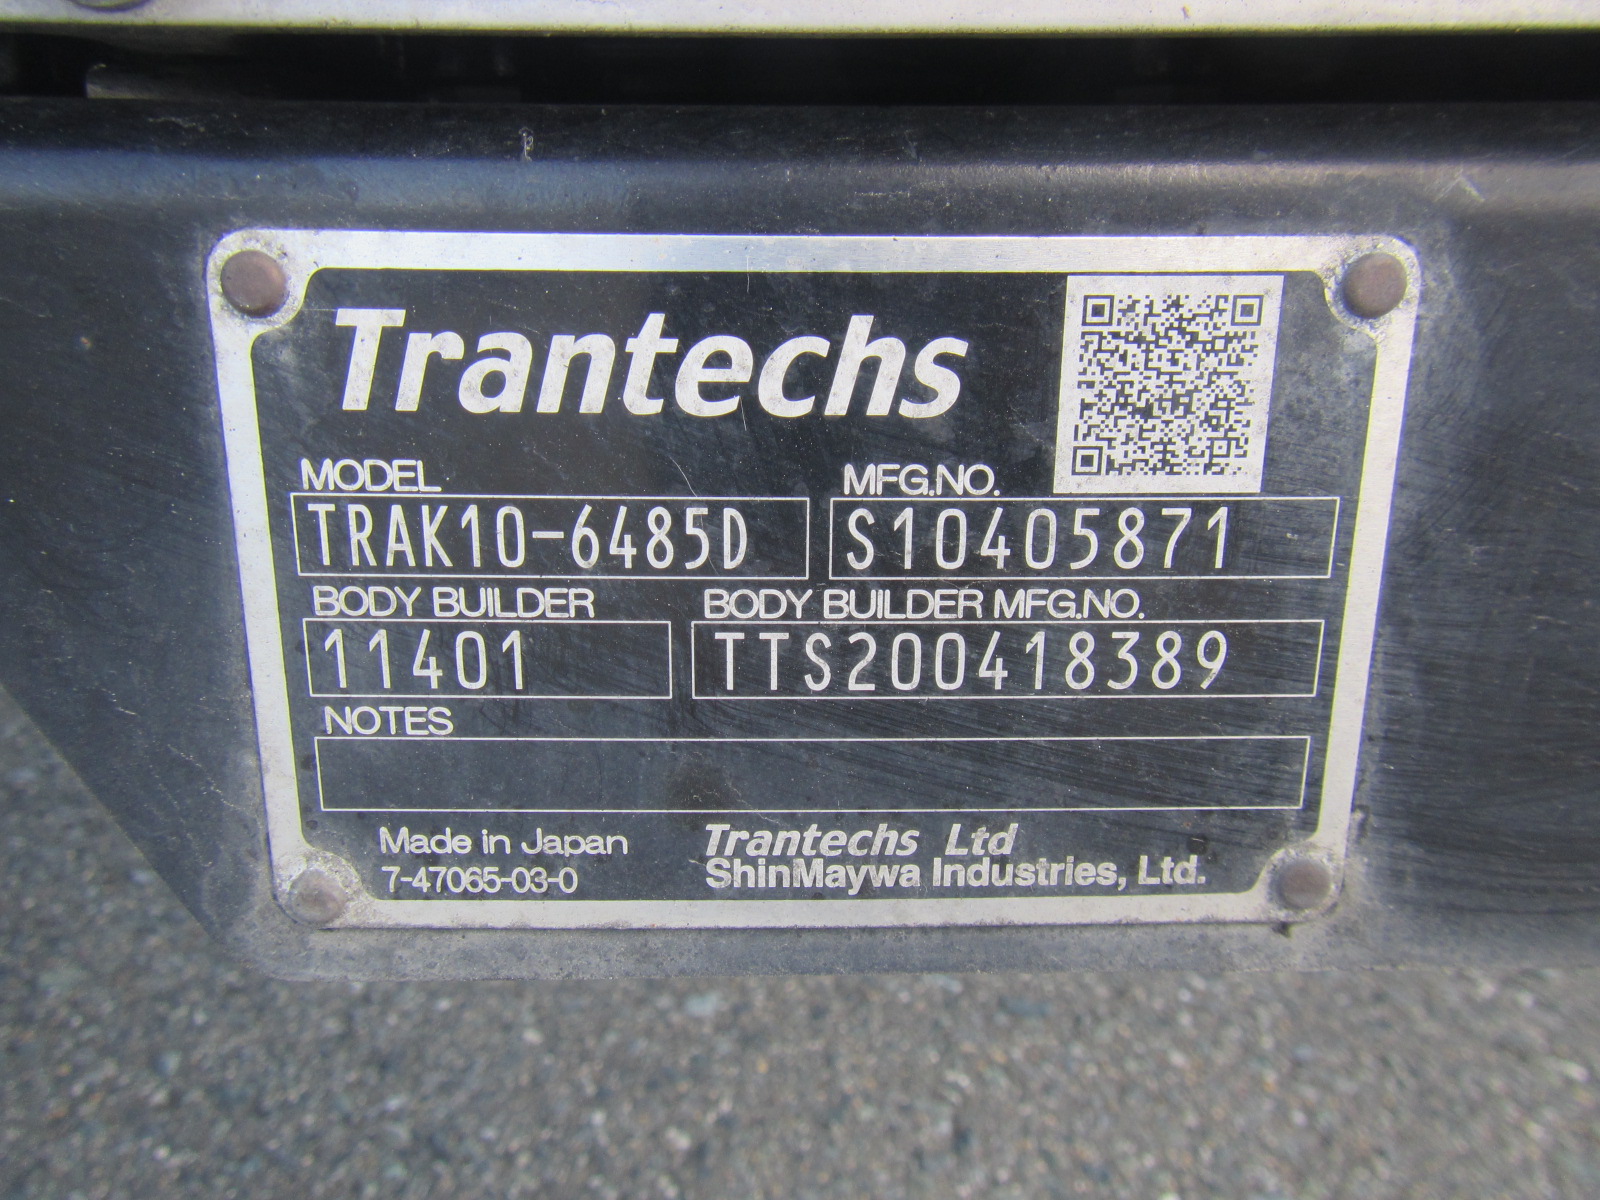 Trantechs
MODEL MFG.NO.
TRAK10-6485D S10405871
BODY BUILDER BODY BUILDER MFG.NO.
11401 TTS200418389
NOTES
Made in Japan Trantechs Ltd
7-47065-03-0 ShinMaywa Industries, Ltd.